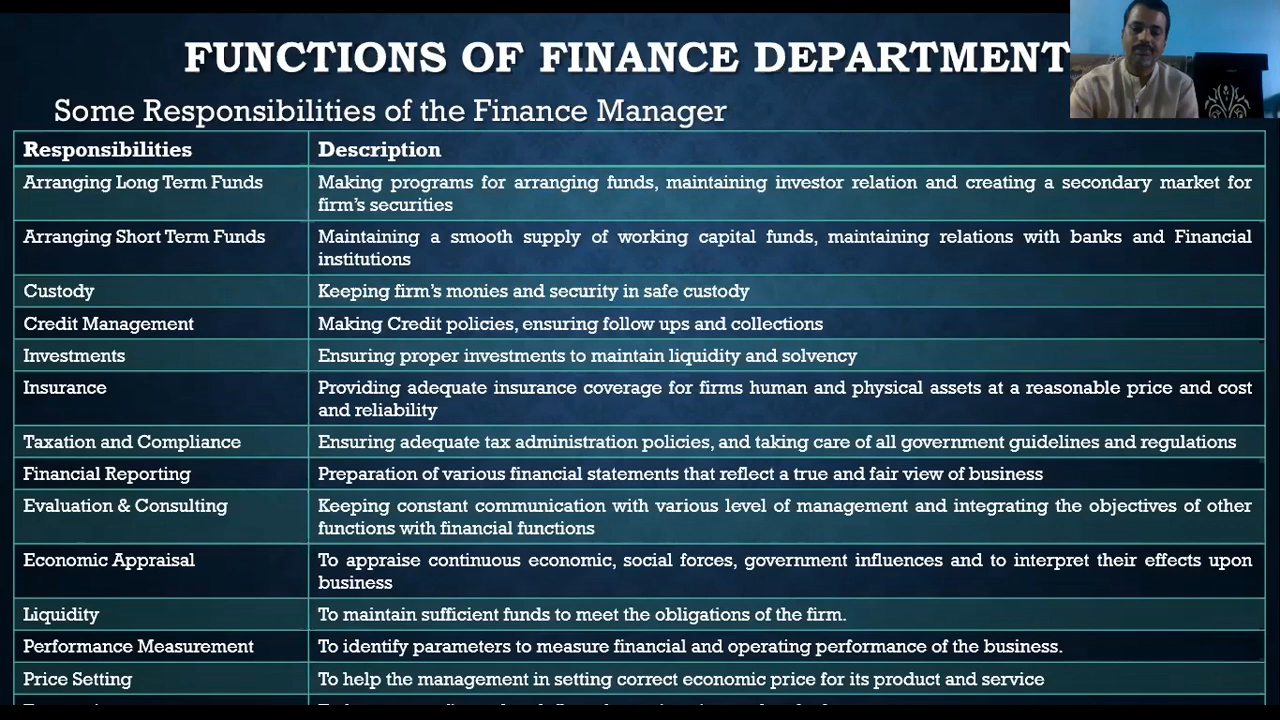 FUNCTIONS OF FINANCE DEPARTMENT
Some Responsibilities of the Finance Manager
Responsibilities Description
Arranging Long Term Funds Making programs for arranging funds, maintaining investor relation and creating a secondary market for
firm's securities
Arranging Short Term Funds Maintaining a smooth supply of working capital funds, maintaining relations with banks and Financial
institutions
Custody Keeping firm's monies and security in safe custody
Credit Management Making Credit policies, ensuring follow ups and collections
Investments Ensuring proper investments to maintain liquidity and solvency
Insurance Providing adequate insurance coverage for firms human and physical assets at a reasonable price and cost
and reliability
Taxation and Compliance Ensuring adequate tax administration policies, and taking care of all government guidelines and regulations
Financial Reporting Preparation of various financial statements that reflect a true and fair view of business
Evaluation & Consulting Keeping constant communication with various level of management and integrating the objectives of other
functions with financial functions
Economic Appraisal To appraise continuous economic, social forces, government influences and to interpret their effects upon
business
Liquidity To maintain sufficient funds to meet the obligations of the firm.
Performance Measurement To identify parameters to measure financial and operating performance of the business.
Price Setting To help the management in setting correct economic price for its product and service